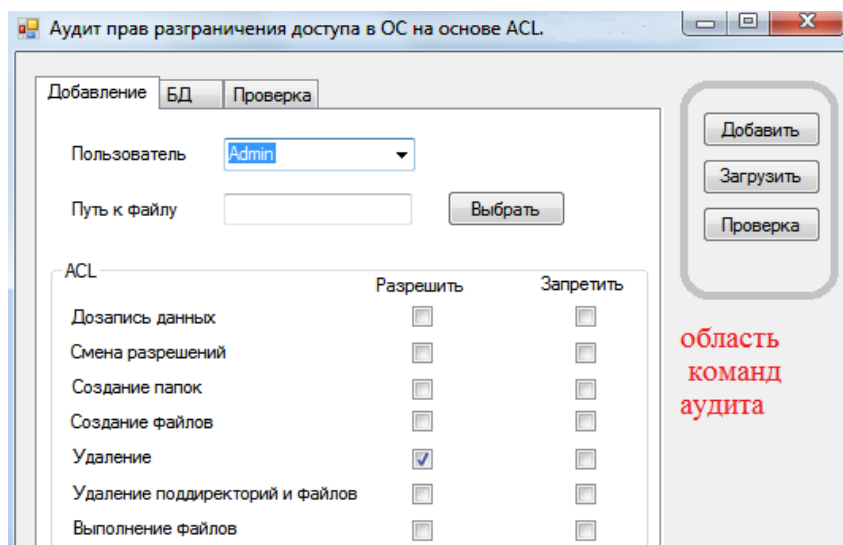 Аудит прав разграничения доступа в ОС на основе ACL.
Добавление БД Проверка
Пользователь Admin
Путь к файлу Выбрать
ACL
Разрешить Запретить
Дозапись данных
Смена разрешений
Создание папок
Создание файлов
Удаление
Удаление поддиректорий и файлов
Выполнение файлов
Добавить
Загрузить
Проверка
область
команд
аудита